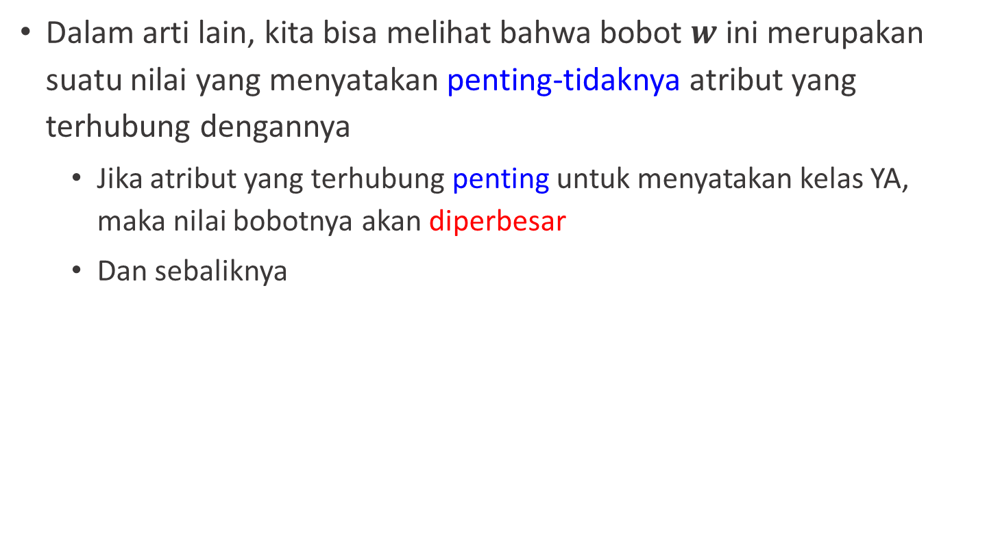 • Dalam arti lain, kita bisa melihat bahwa bobot w ini merupakan
suatu nilai yang menyatakan penting-tidaknya atribut yang
terhubung dengannya
• Jika atribut yang terhubung penting untuk menyatakan kelas YA,
maka nilai bobotnya akan diperbesar
• Dan sebaliknya